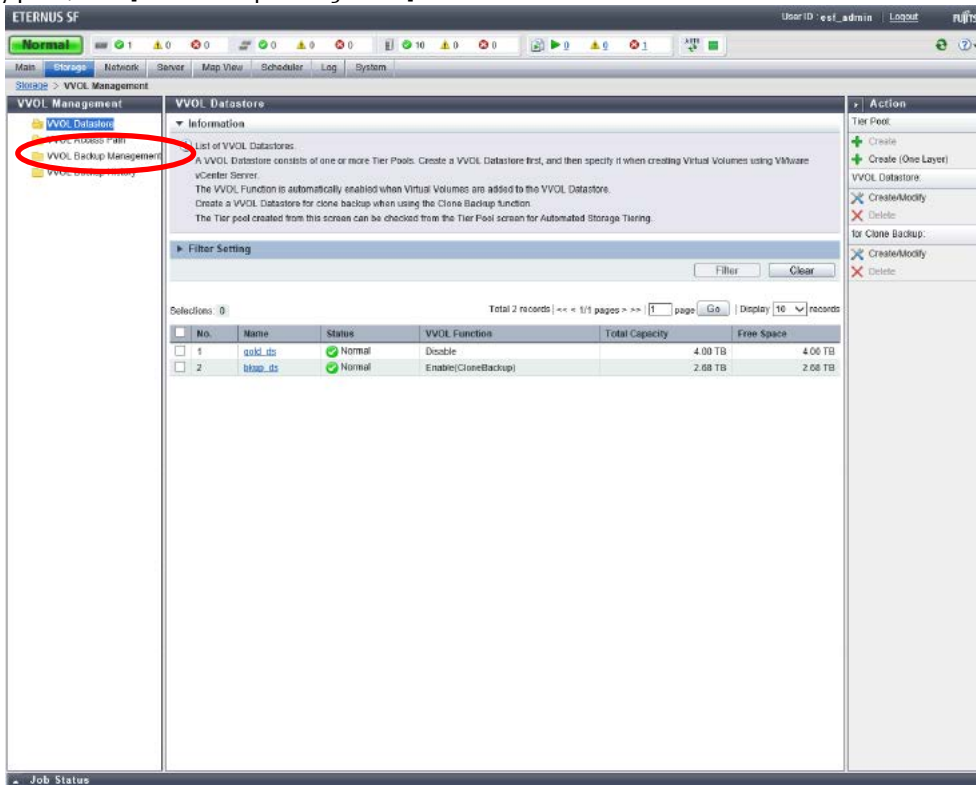 ETERNUS SF
User ID : esf_admin
Logout
Normal 1 0 0 0 0 0 10 0 0 0 0 1
Main Storage Network Server Map View Scheduler Log System
Storage > VVOL Management
VVOL Management
VVOL Datastore
VVOL Access Path
VVOL Backup Management
VVOL Backup History
VVOL Datastore
Information
List of VVOL Datastores.
A VVOL Datastore consists of one or more Tier Pools. Create a VVOL Datastore first, and then specify it when creating Virtual Volumes using VMware
vCenter Server.
The VVOL Function is automatically enabled when Virtual Volumes are added to the VVOL Datastore.
Create a VVOL Datastore for clone backup when using the Clone Backup function.
The Tier pool created from this screen can be checked from the Tier Pool screen for Automated Storage Tiering.
Filter Setting
Filter Clear
Selections: 0
Total 2 records | << < 1/1 pages > >> | 1 page Go | Display 10 records
No. Name Status VVOL Function Total Capacity Free Space
1 gold_ds Normal Disable 4.00 TB 4.00 TB
2 bkup_ds Normal Enable(CloneBackup) 2.68 TB 2.68 TB
Action
Tier Pool:
Create
Create (One Layer)
VVOL Datastore:
Create/Modify
Delete
for Clone Backup:
Create/Modify
Delete
Job Status